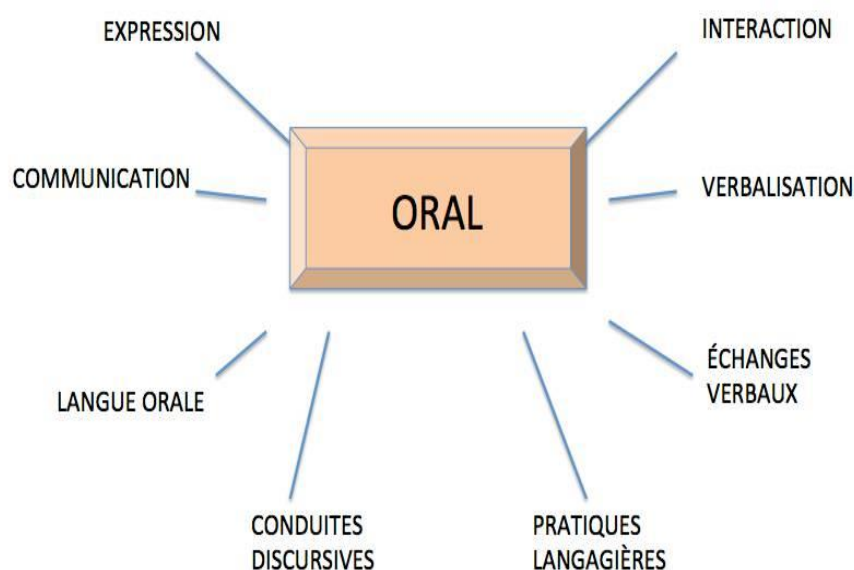 EXPRESSION
INTERACTION
COMMUNICATION
ORAL
VERBALISATION
LANGUE ORALE
ÉCHANGES
VERBAUX
CONDUITES
DISCURSIVES
PRATIQUES
LANGAGIÈRES